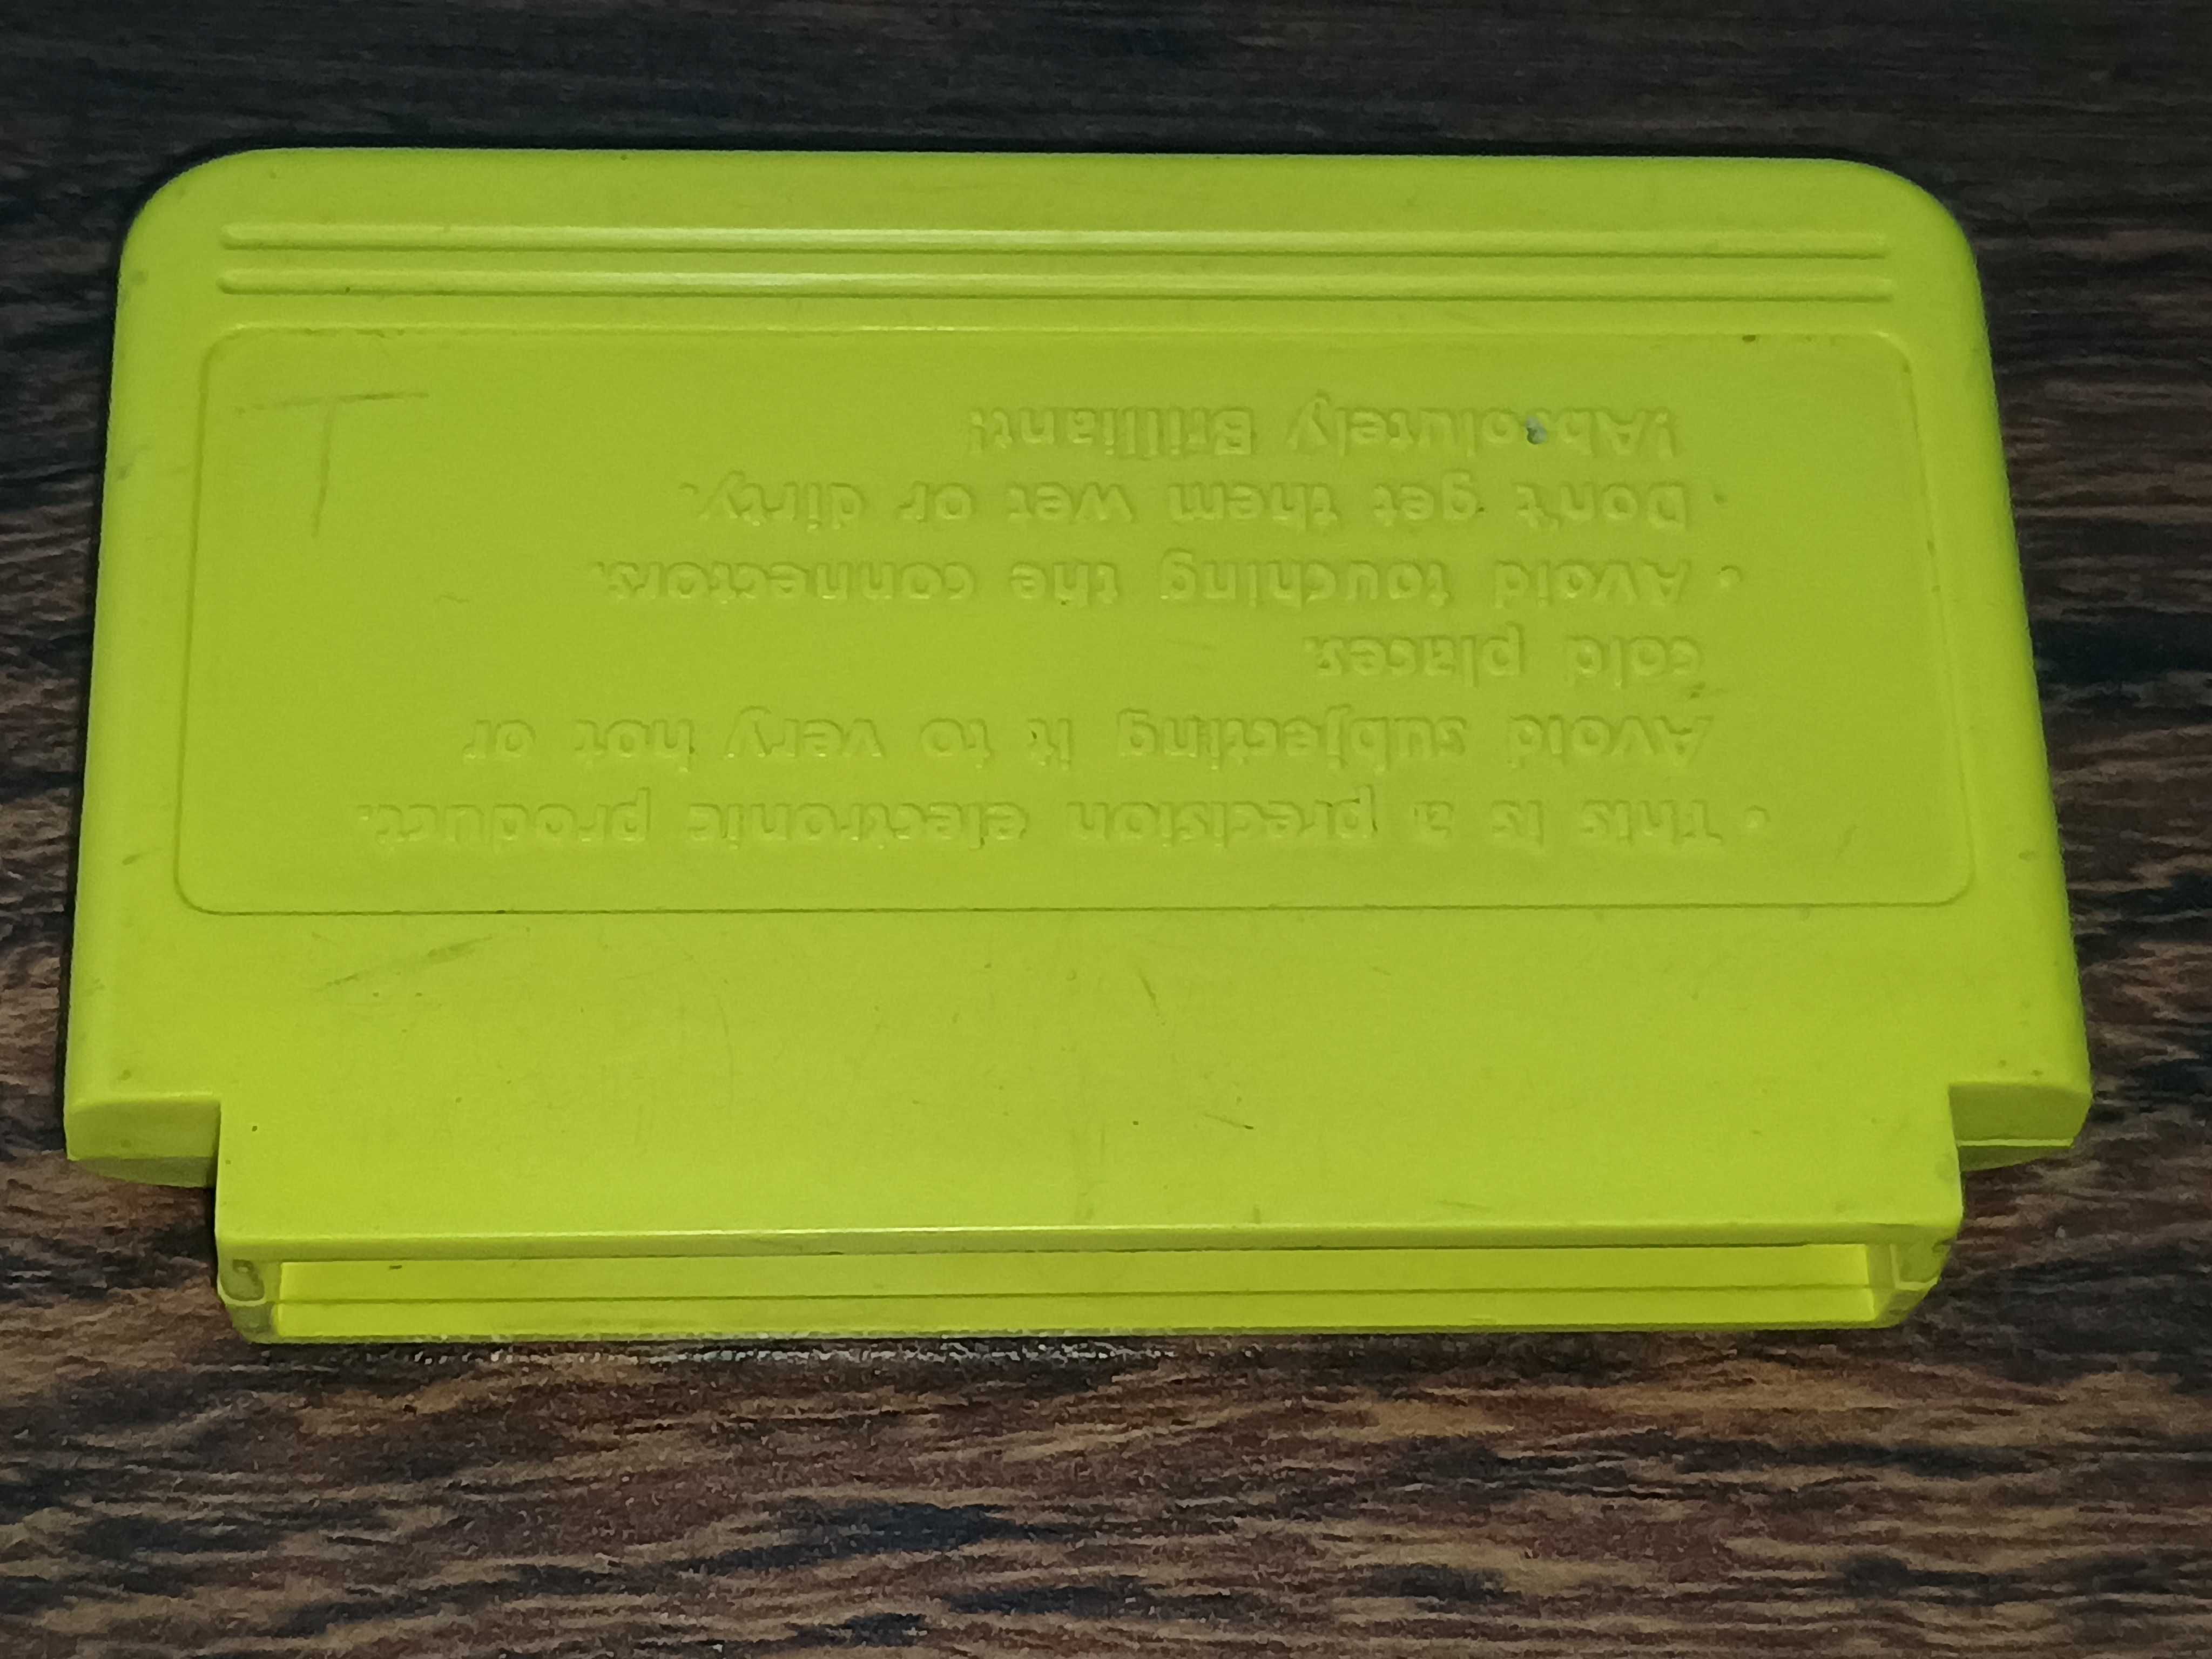 • This is a precision electronic product.
Avoid subjecting it to very hot or
cold places.
• Avoid touching the connectors.
• Don't get them wet or dirty.
!Absolutely Brilliant!